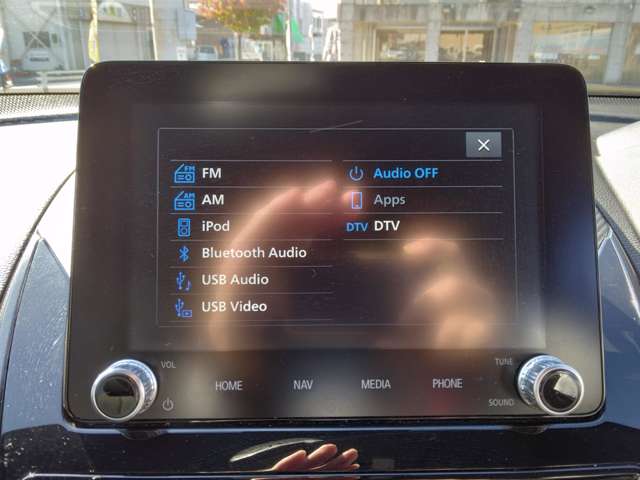 FM
AM
iPod
Bluetooth Audio
USB Audio
USB Video
Audio OFF
Apps
DTV DTV
VOL
HOME
NAV
MEDIA
PHONE
TUNE
SOUND